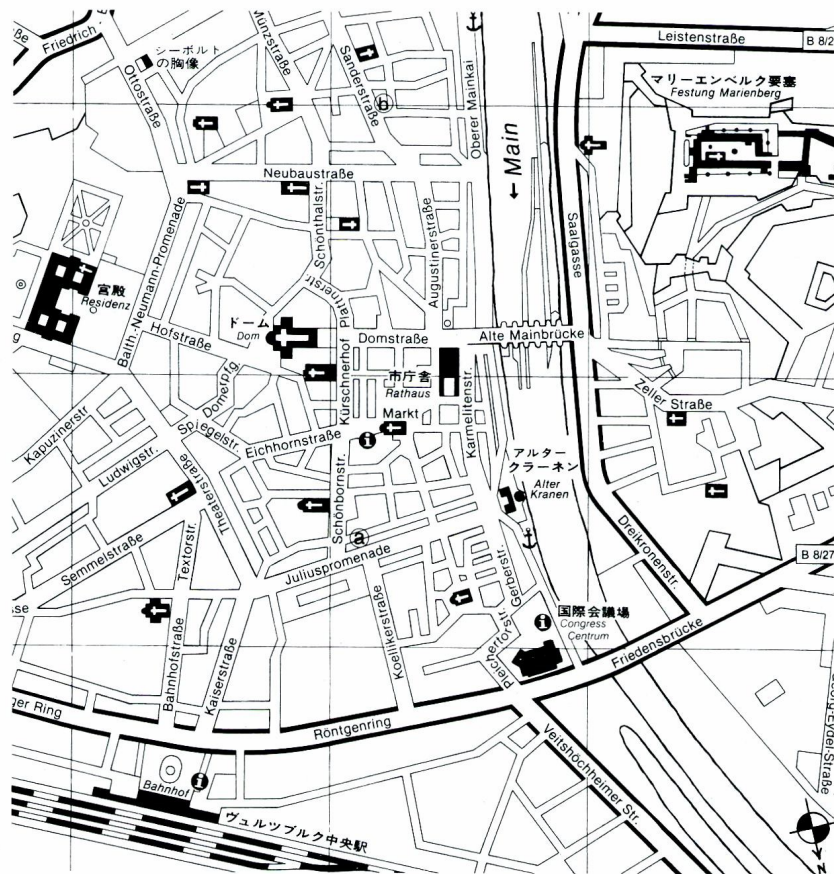 Friedrich
Ottostraße
シーボルト
の胸像
Münzstraße
Sanderstraße
ⓑ
Oberer Mainkai
← Main
Leistenstraße
B 8/27
マリーエンベルク要塞
Festung Marienberg
Neubaustraße
Schönthalstr.
Augustinerstraße
Saalgasse
Balth.-Neumann-Promenade
宮殿
Residenz
Hofstraße
ドーム
Dom
Plattnerstr.
Domstraße
Alte Mainbrücke
Kürschnerhof
市庁舎
Rathaus
Markt
Karmelitenstr.
Zeller Straße
Domerpfg.
Kapuzinerstr
Spiegelstr.
Eichhornstraße
i
Ludwigstr.
Theaterstraße
アルター
クラーネン
Alter
Kranen
Schönbornstr.
ⓐ
Semmelstraße
Textorstr.
Juliuspromenade
Dreikronenstr.
B 8/27
Gerberstr.
Pleichertorstr.
国際会議場
i
Congress
Centrum
Friedensbrücke
Koellikerstraße
Bahnhofstraße
Kaiserstraße
ger Ring
Röntgenring
Veitshöchheimer Str.
Georg-Eydel-Straße
Bahnhof
i
ヴュルツブルク中央駅
N